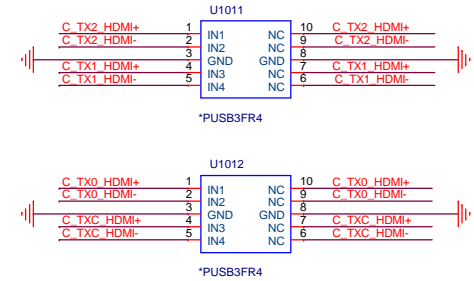 U1011
C_TX2_HDMI+ 1 IN1 NC 10 C_TX2_HDMI+
C_TX2_HDMI- 2 IN2 NC 9 C_TX2_HDMI-
3 GND GND 8
C_TX1_HDMI+ 4 IN3 NC 7 C_TX1_HDMI+
C_TX1_HDMI- 5 IN4 NC 6 C_TX1_HDMI-
*PUSB3FR4
U1012
C_TX0_HDMI+ 1 IN1 NC 10 C_TX0_HDMI+
C_TX0_HDMI- 2 IN2 NC 9 C_TX0_HDMI-
3 GND GND 8
C_TXC_HDMI+ 4 IN3 NC 7 C_TXC_HDMI+
C_TXC_HDMI- 5 IN4 NC 6 C_TXC_HDMI-
*PUSB3FR4